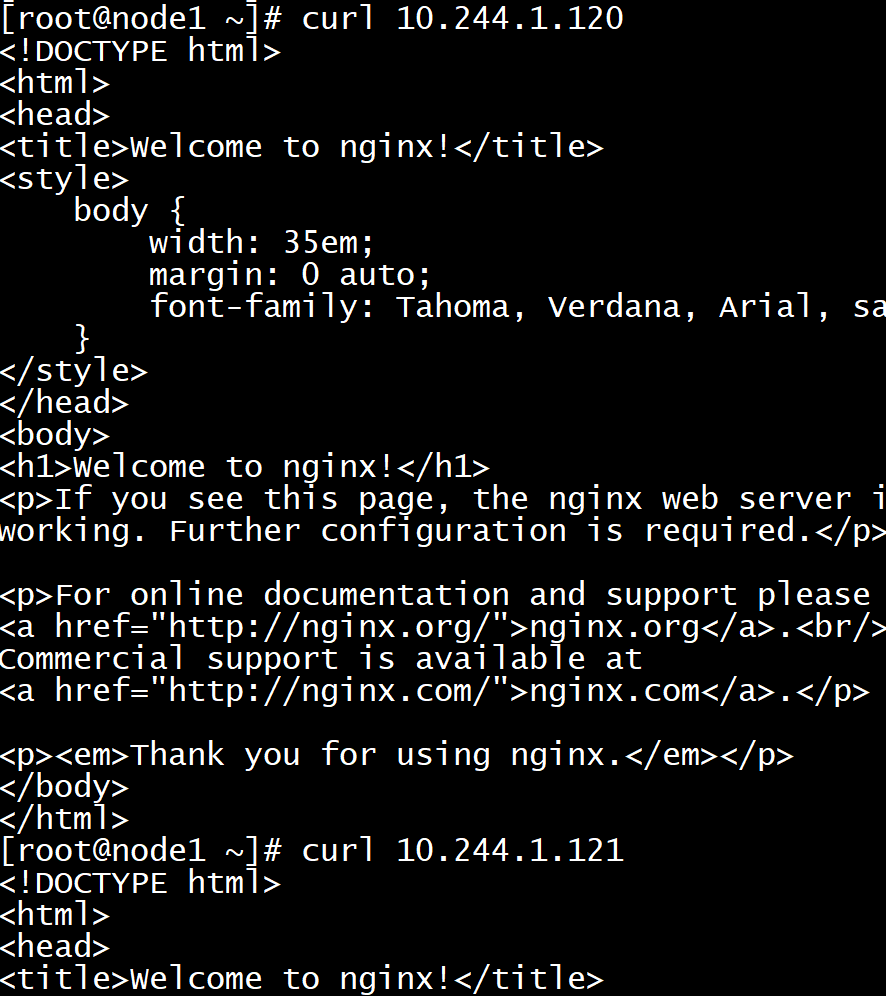 [root@node1 ~]# curl 10.244.1.120
<!DOCTYPE html>
<html>
<head>
<title>Welcome to nginx!</title>
<style>
    body {
        width: 35em;
        margin: 0 auto;
        font-family: Tahoma, Verdana, Arial, sa
    }
</style>
</head>
<body>
<h1>Welcome to nginx!</h1>
<p>If you see this page, the nginx web server i
working. Further configuration is required.</p>

<p>For online documentation and support please
<a href="http://nginx.org/">nginx.org</a>.<br/>
Commercial support is available at
<a href="http://nginx.com/">nginx.com</a>.</p>

<p><em>Thank you for using nginx.</em></p>
</body>
</html>
[root@node1 ~]# curl 10.244.1.121
<!DOCTYPE html>
<html>
<head>
<title>Welcome to nginx!</title>